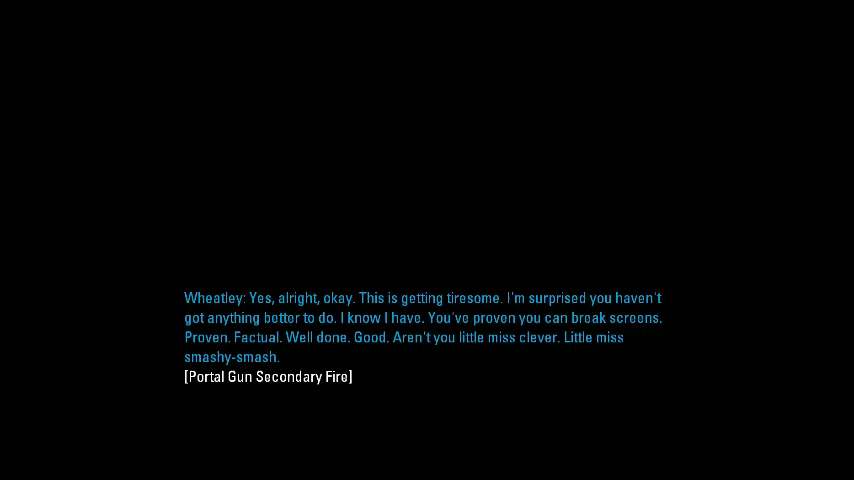 Wheatley: Yes, alright, okay. This is getting tiresome. I'm surprised you haven't
got anything better to do. I know I have. You've proven you can break screens.
Proven. Factual. Well done. Good. Aren't you little miss clever. Little miss
smashy-smash.
[Portal Gun Secondary Fire]